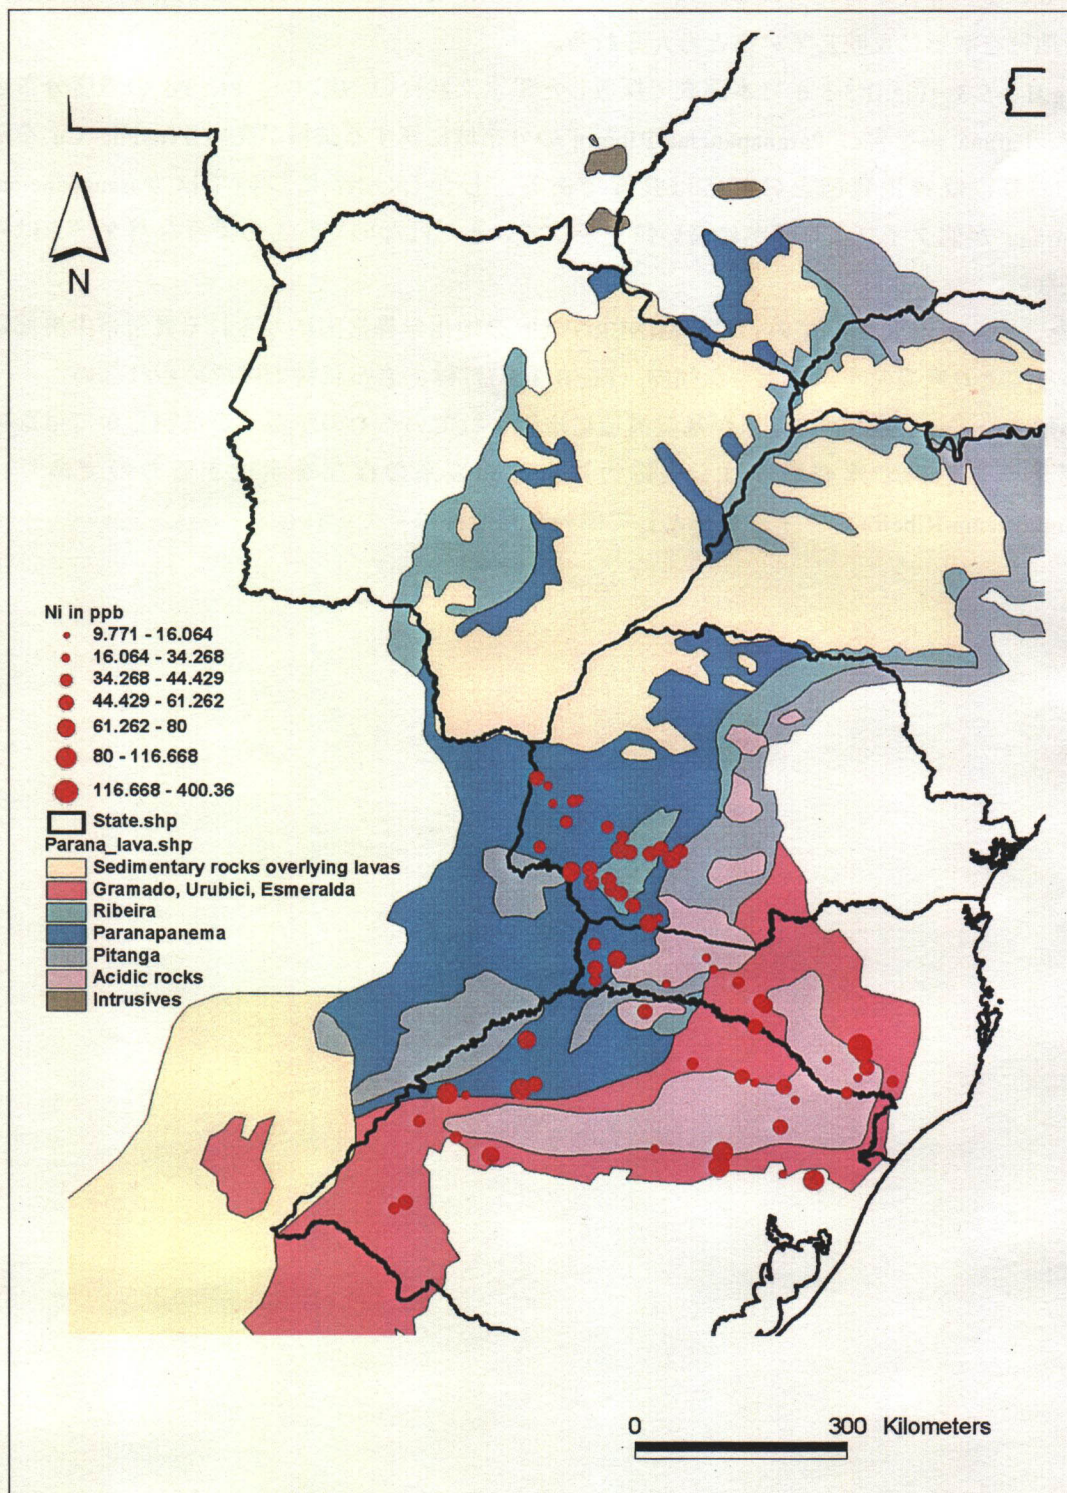 N
Ni in ppb
9.771 - 16.064
16.064 - 34.268
34.268 - 44.429
44.429 - 61.262
61.262 - 80
80 - 116.668
116.668 - 400.36
State.shp
Parana_lava.shp
Sedimentary rocks overlying lavas
Gramado, Urubici, Esmeralda
Ribeira
Paranapanema
Pitanga
Acidic rocks
Intrusives
0 300 Kilometers